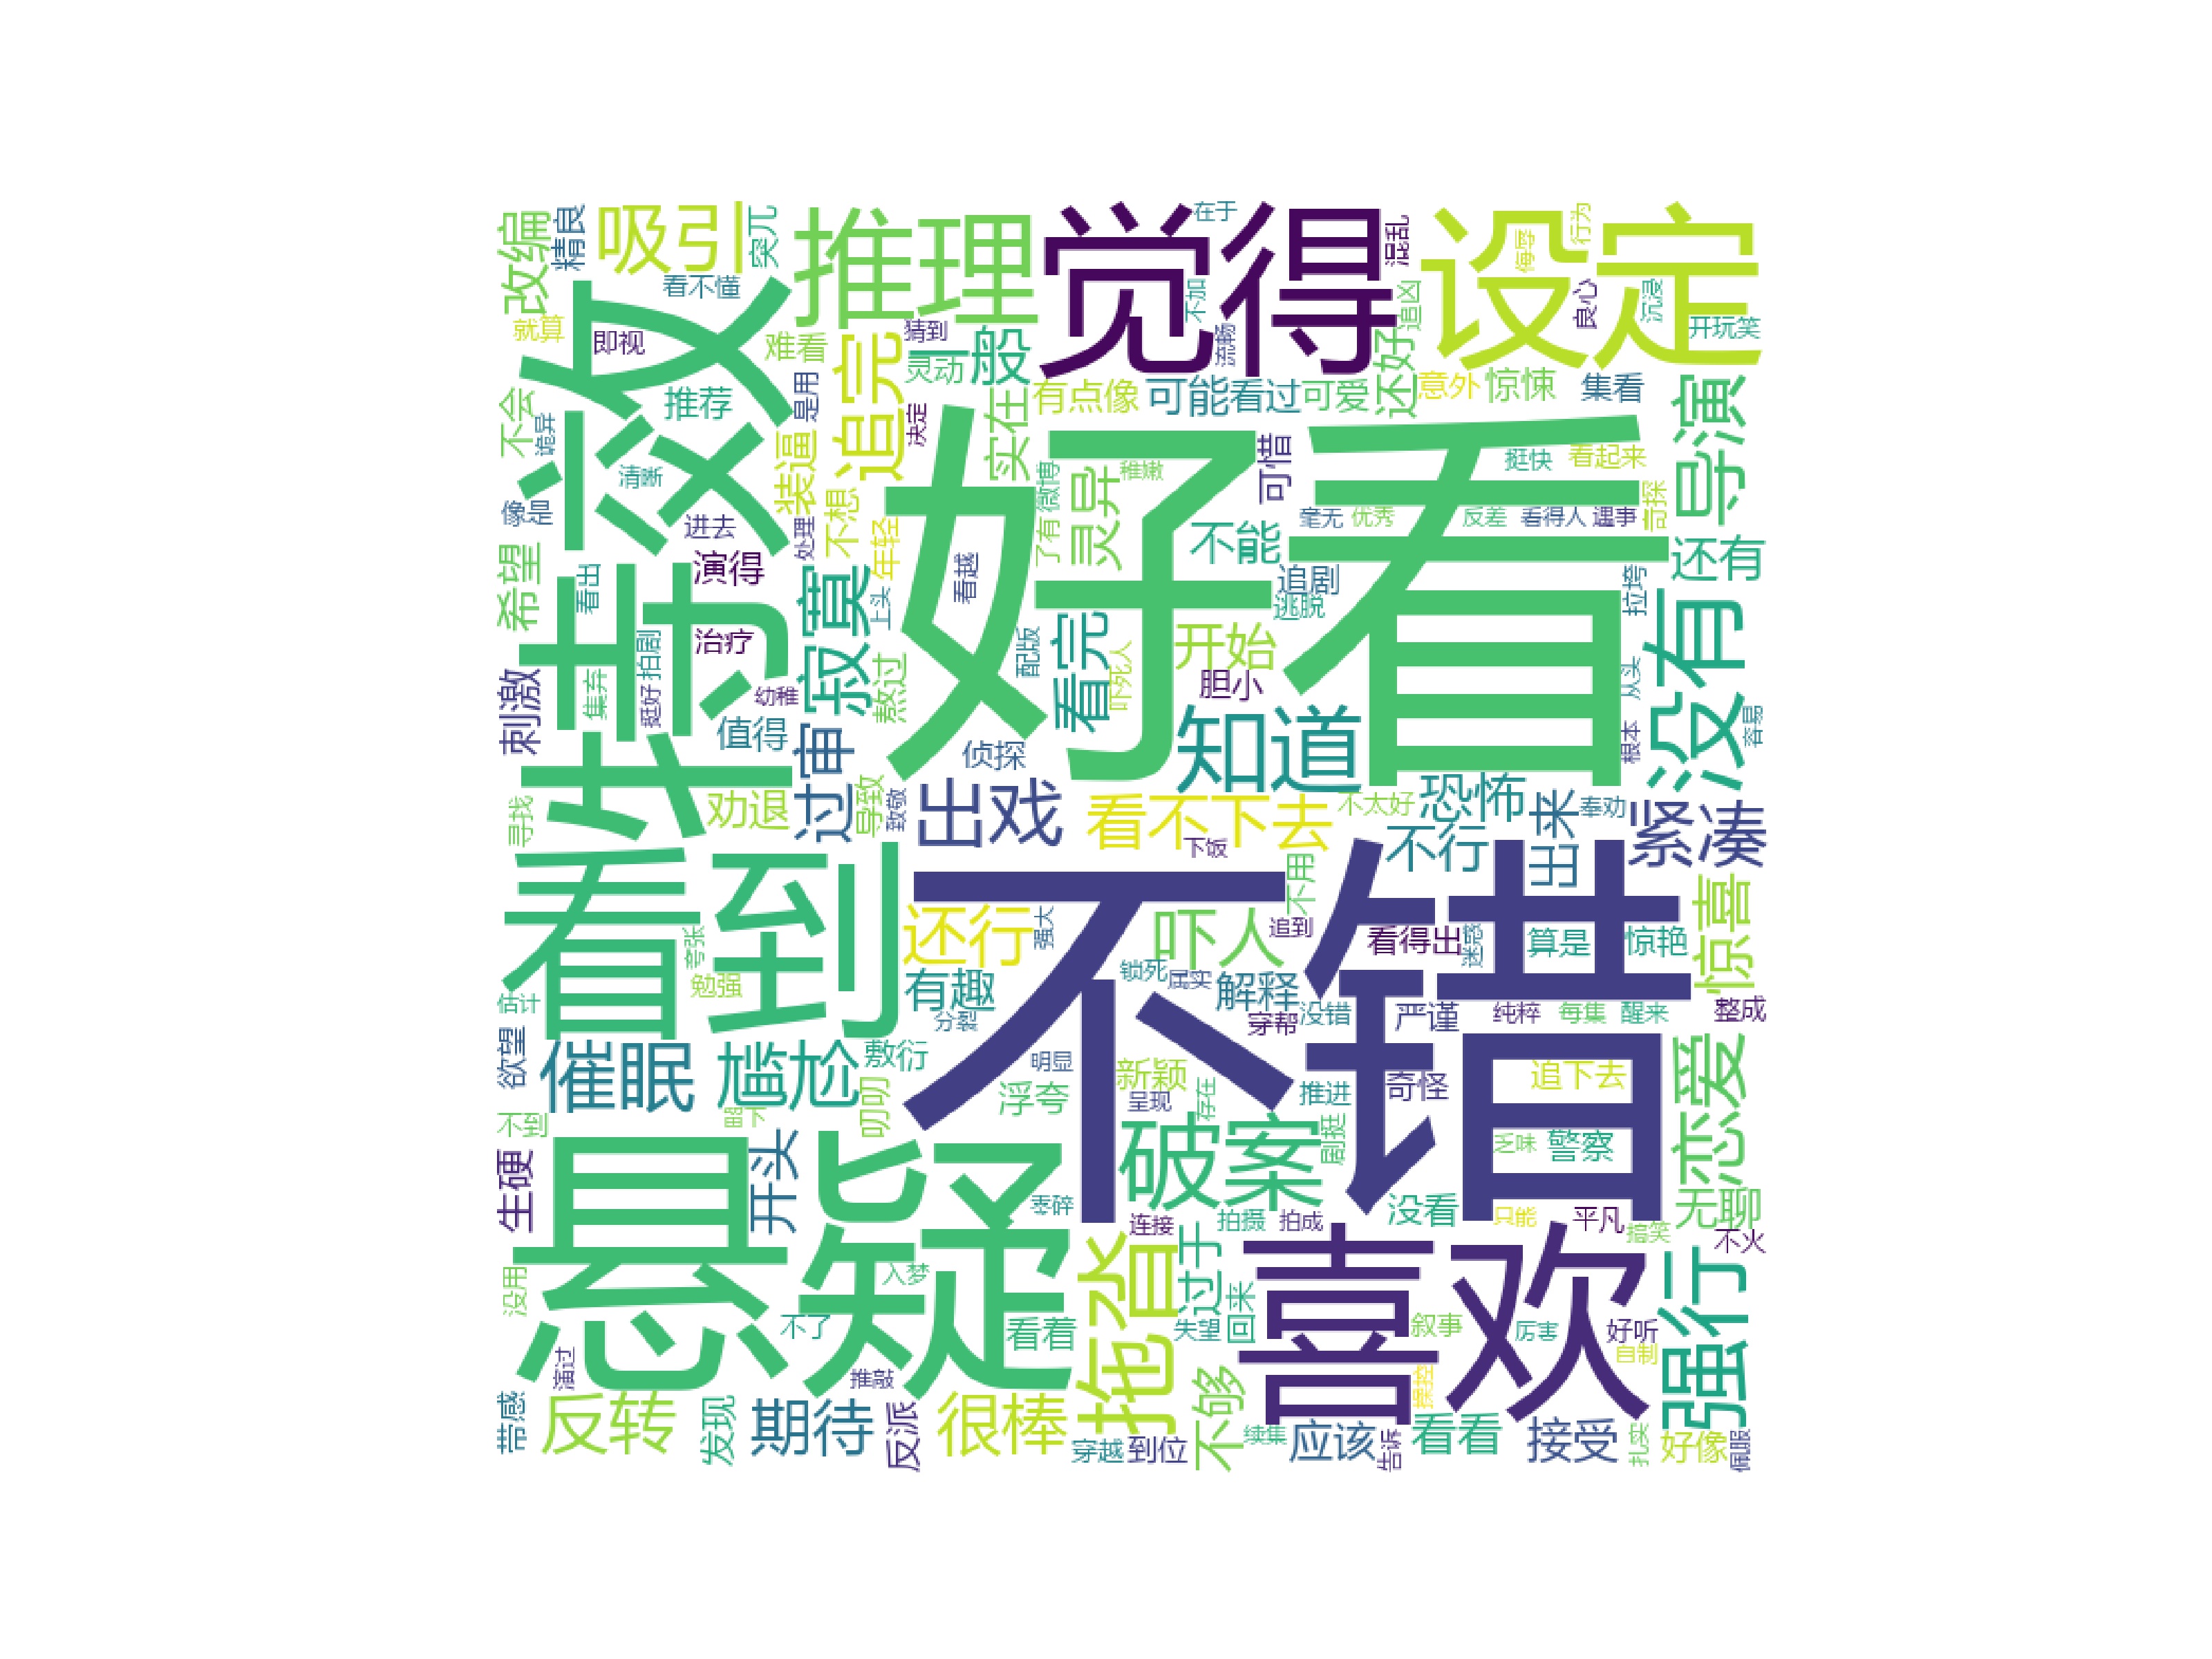 好看
不错
悬疑
特效
看到
觉得
喜欢
设定
推理
没有
知道
破案
强行
拖沓
催眠
尴尬
恋爱
导演
追完
寂寞
吸引
出戏
看不下去
紧凑
惊喜
吓人
还行
反转
期待
很棒
改编
精良
突兀
看不懂
就算
即视
难看
猜到
灵动
一般
在于
混乱
不加
流畅
追凶
还好
侮辱
行为
良心
沉浸
开玩笑
不会
诡异
推荐
是用
清晰
装逼
决定
实在
有点像
可能
看过
可爱
意外
惊悚
集看
可惜
挺快
看起来
像是
进去
处理
不想
年轻
了有
微博
稚嫩
灵异
不能
毫无
优秀
反差
看得人
遇事
奇探
还有
希望
看出
演得
上头
看越
追剧
逃脱
拉垮
刺激
集弃
挺好
拍剧
治疗
幼稚
值得
熬过
过审
看完
配版
吓死人
开始
胆小
从头
根本
容易
侦探
寻找
劝退
导致
致敬
恐怖
不太好
奉劝
不行
出来
下饭
不用
夸张
勉强
估计
强大
有趣
追到
看得出
迷惑
算是
惊艳
锁死
属实
解释
穿帮
没错
严谨
纯粹
每集
醒来
整成
欲望
敷衍
分裂
明显
新颖
浮夸
呈现
存在
推进
奇怪
追下去
留下
叨叨
不到
生硬
开头
剧挺
乏味
警察
零碎
连接
拍摄
拍成
没看
只能
平凡
搞笑
无聊
不火
没用
入梦
不了
看着
过于
失望
回来
叙事
厉害
好听
自制
演过
推敲
操控
带感
发现
反派
穿越
到位
不够
续集
应该
告诉
看看
接受
扎实
好像
佩服